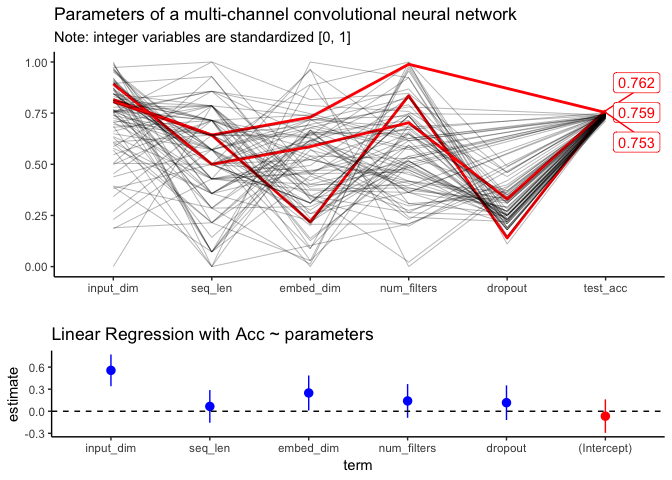 Parameters of a multi-channel convolutional neural network
Note: integer variables are standardized [0, 1]
1.00
0.75
0.50
0.25
0.00
0.762
0.759
0.753
input_dim seq_len embed_dim num_filters dropout test_acc
Linear Regression with Acc ~ parameters
estimate
0.6
0.3
0.0
-0.3
input_dim seq_len embed_dim num_filters dropout (Intercept)
term